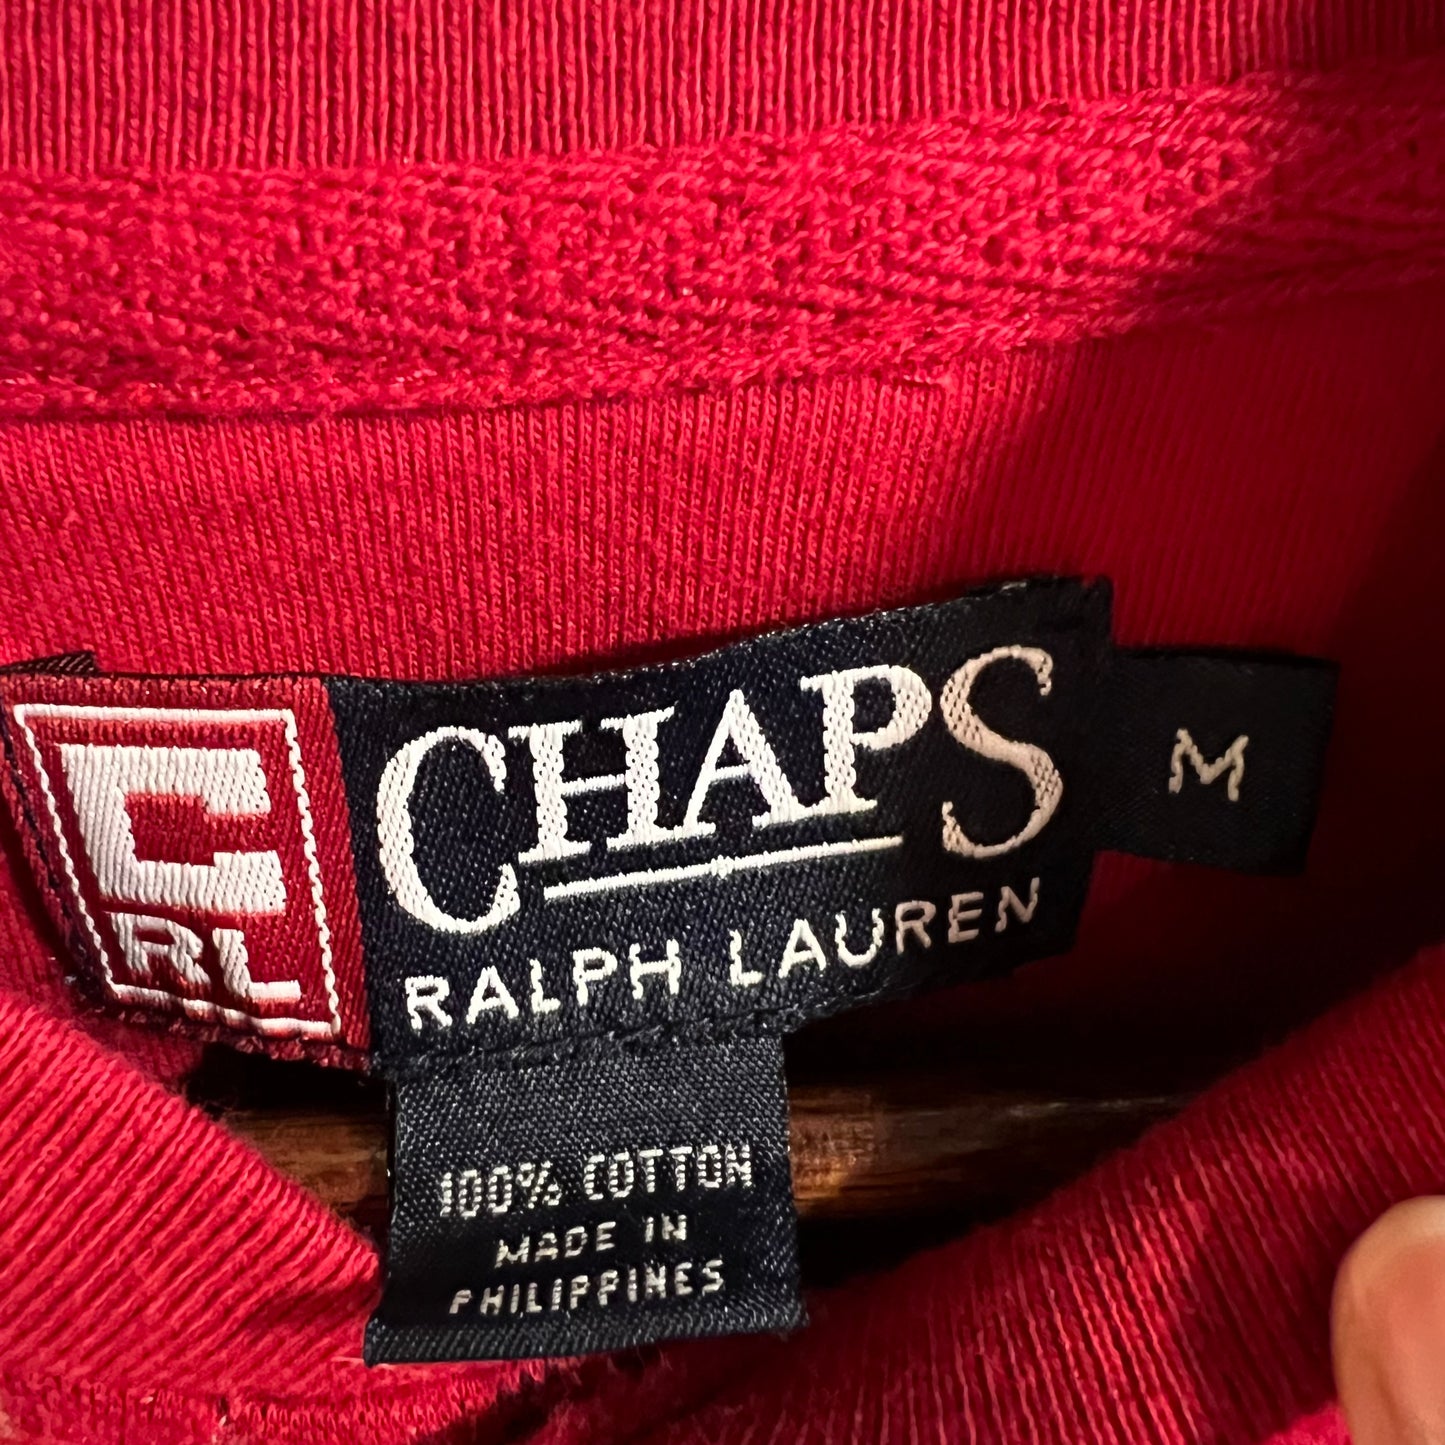 C
RL
CHAPS
RALPH LAUREN
M
100% COTTON
MADE IN
PHILIPPINES